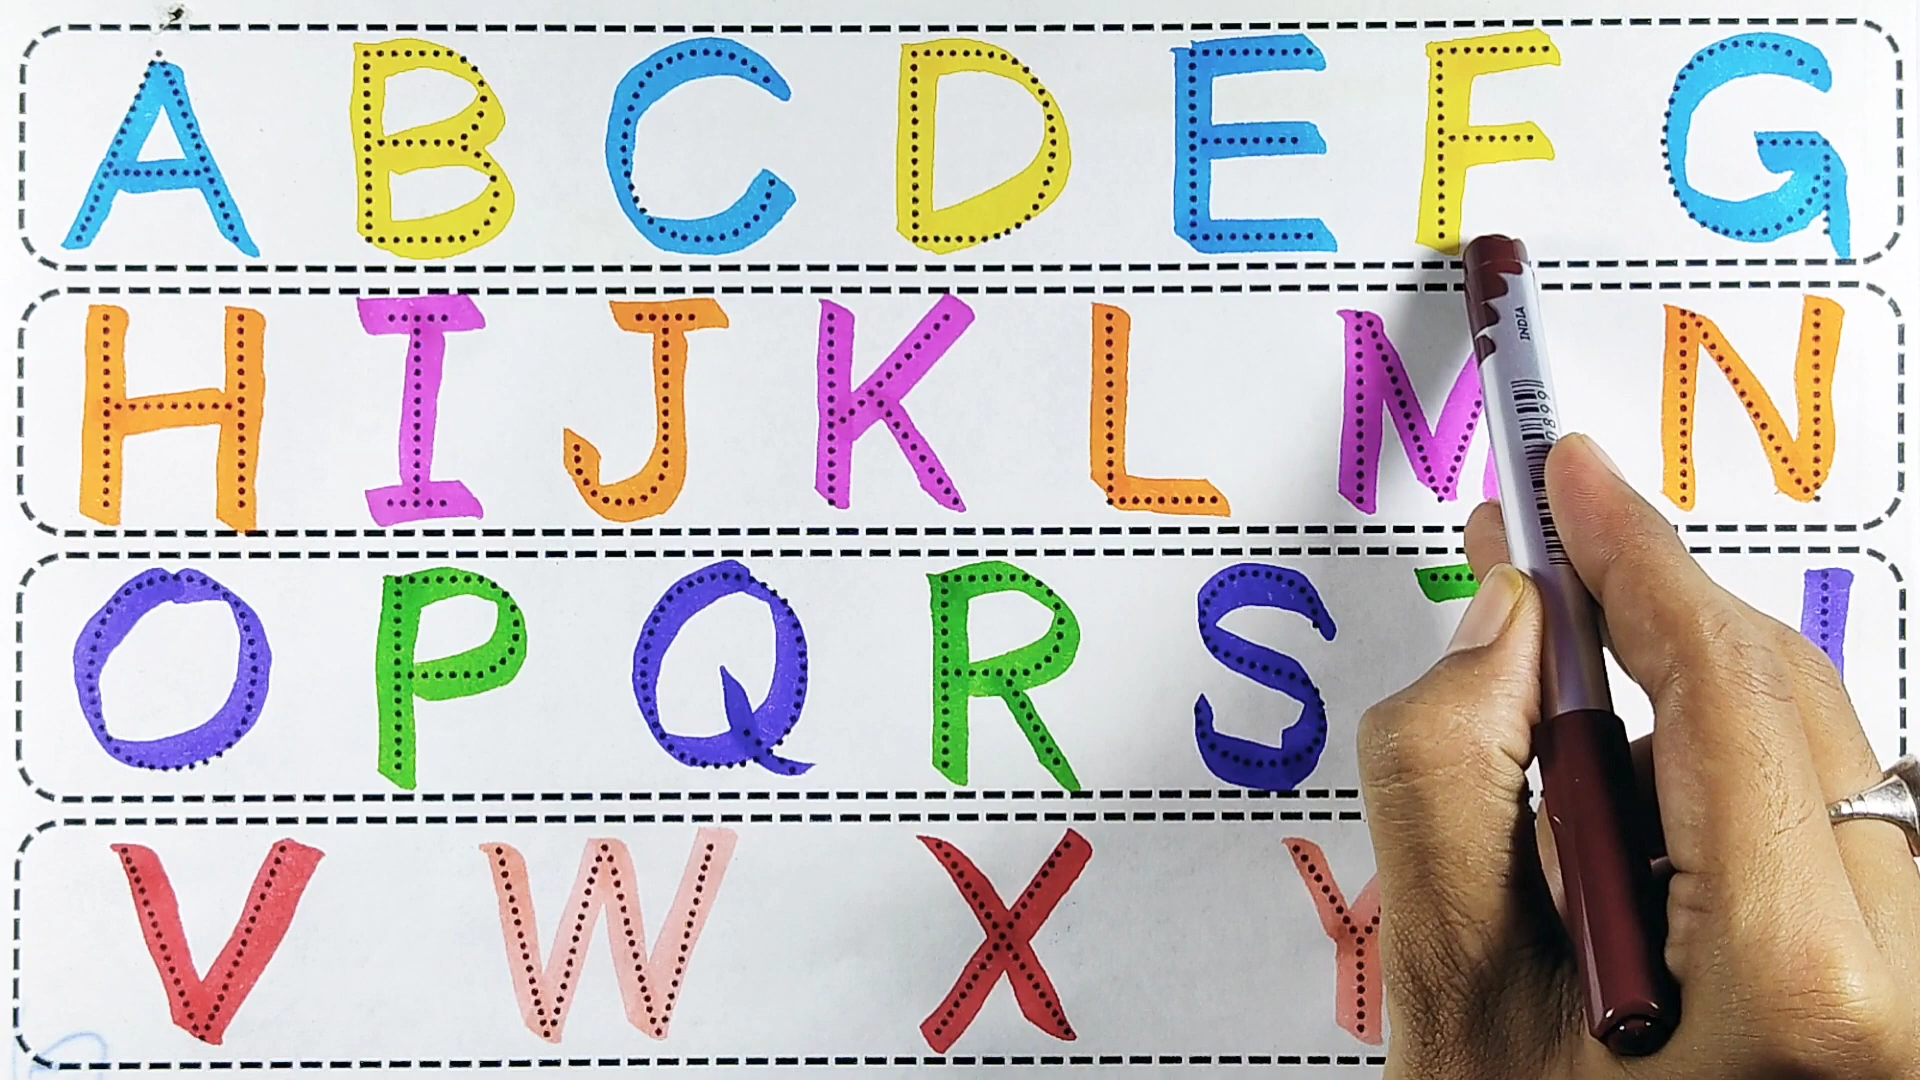 A B C D E F G
H I J K L M N
O P Q R S
V W X Y
INDIA